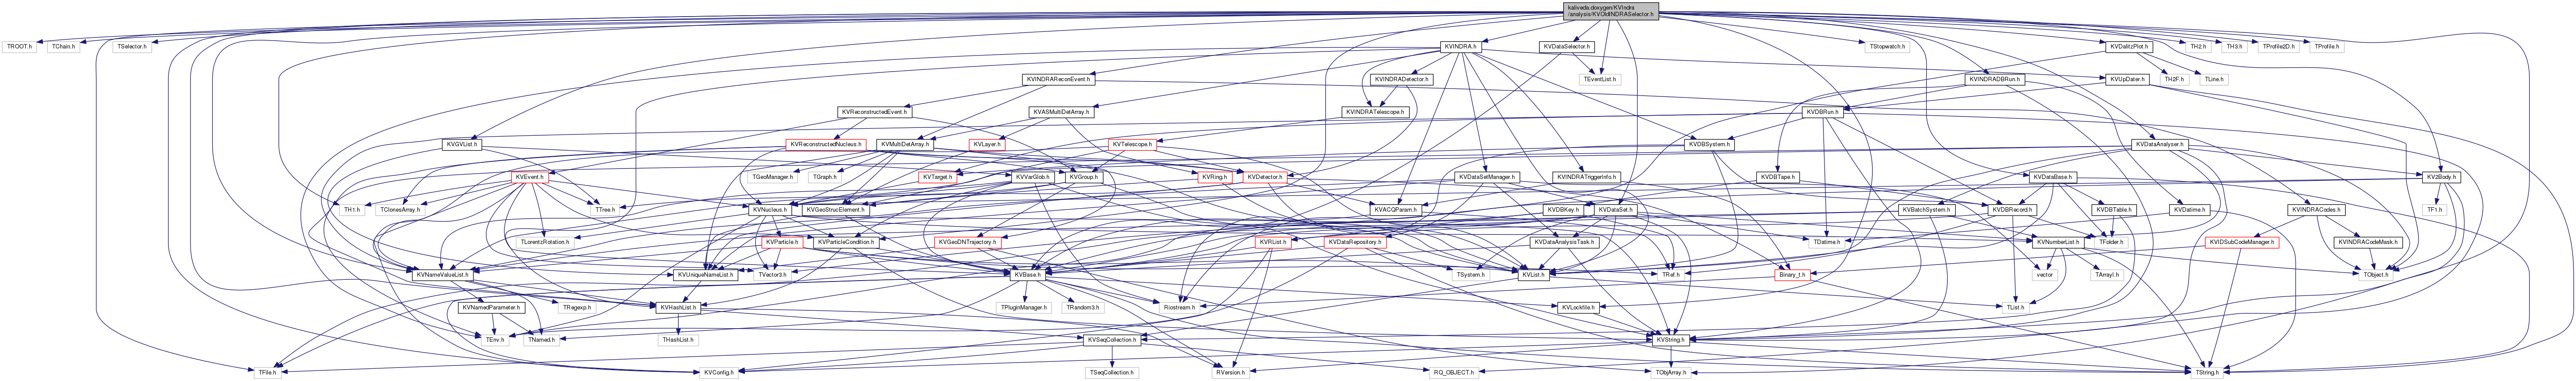 kaliveda.doxygen/KVIndra
/analysis/KVOldINDRASelector.h
TROOT.h
TChain.h
TSelector.h
KVINDRA.h
KVDataSelector.h
TStopwatch.h
KVDalitzPlot.h
TH2.h
TH3.h
TProfile2D.h
TProfile.h
KVINDRAReconEvent.h
KVINDRADetector.h
TEventList.h
KVINDRADBRun.h
KVUpDater.h
TH2F.h
TLine.h
KVReconstructedEvent.h
KVASMultiDetArray.h
KVINDRATelescope.h
KVDBRun.h
KVGVList.h
KVReconstructedNucleus.h
KVMultiDetArray.h
KVLayer.h
KVTelescope.h
KVDBSystem.h
KVDataAnalyser.h
TGeoManager.h
TGraph.h
KVEvent.h
KVTarget.h
KVVarGlob.h
KVGroup.h
KVRing.h
KVDetector.h
KVDataSetManager.h
KVINDRATriggerInfo.h
KVDBTape.h
KVDataBase.h
KV2Body.h
TH1.h
TClonesArray.h
TTree.h
KVNucleus.h
KVGeoStrucElement.h
KVACQParam.h
KVDBKey.h
KVDataSet.h
KVBatchSystem.h
KVDBRecord.h
KVDBTable.h
KVDatime.h
KVINDRACodes.h
TF1.h
TLorentzRotation.h
KVParticle.h
KVParticleCondition.h
KVGeoDNTrajectory.h
KVRList.h
KVDataRepository.h
KVDataAnalysisTask.h
TDatime.h
TFolder.h
KVNumberList.h
KVIDSubCodeManager.h
KVINDRACodeMask.h
KVNameValueList.h
KVUniqueNameList.h
TVector3.h
KVBase.h
TSystem.h
KVList.h
TRef.h
Binary_t.h
vector
TArrayI.h
TObject.h
KVNamedParameter.h
TRegexp.h
KVHashList.h
TPluginManager.h
TRandom3.h
Riostream.h
KVLockfile.h
TList.h
TEnv.h
TNamed.h
THashList.h
KVSeqCollection.h
KVString.h
TFile.h
KVConfig.h
TSeqCollection.h
RVersion.h
RQ_OBJECT.h
TObjArray.h
TString.h